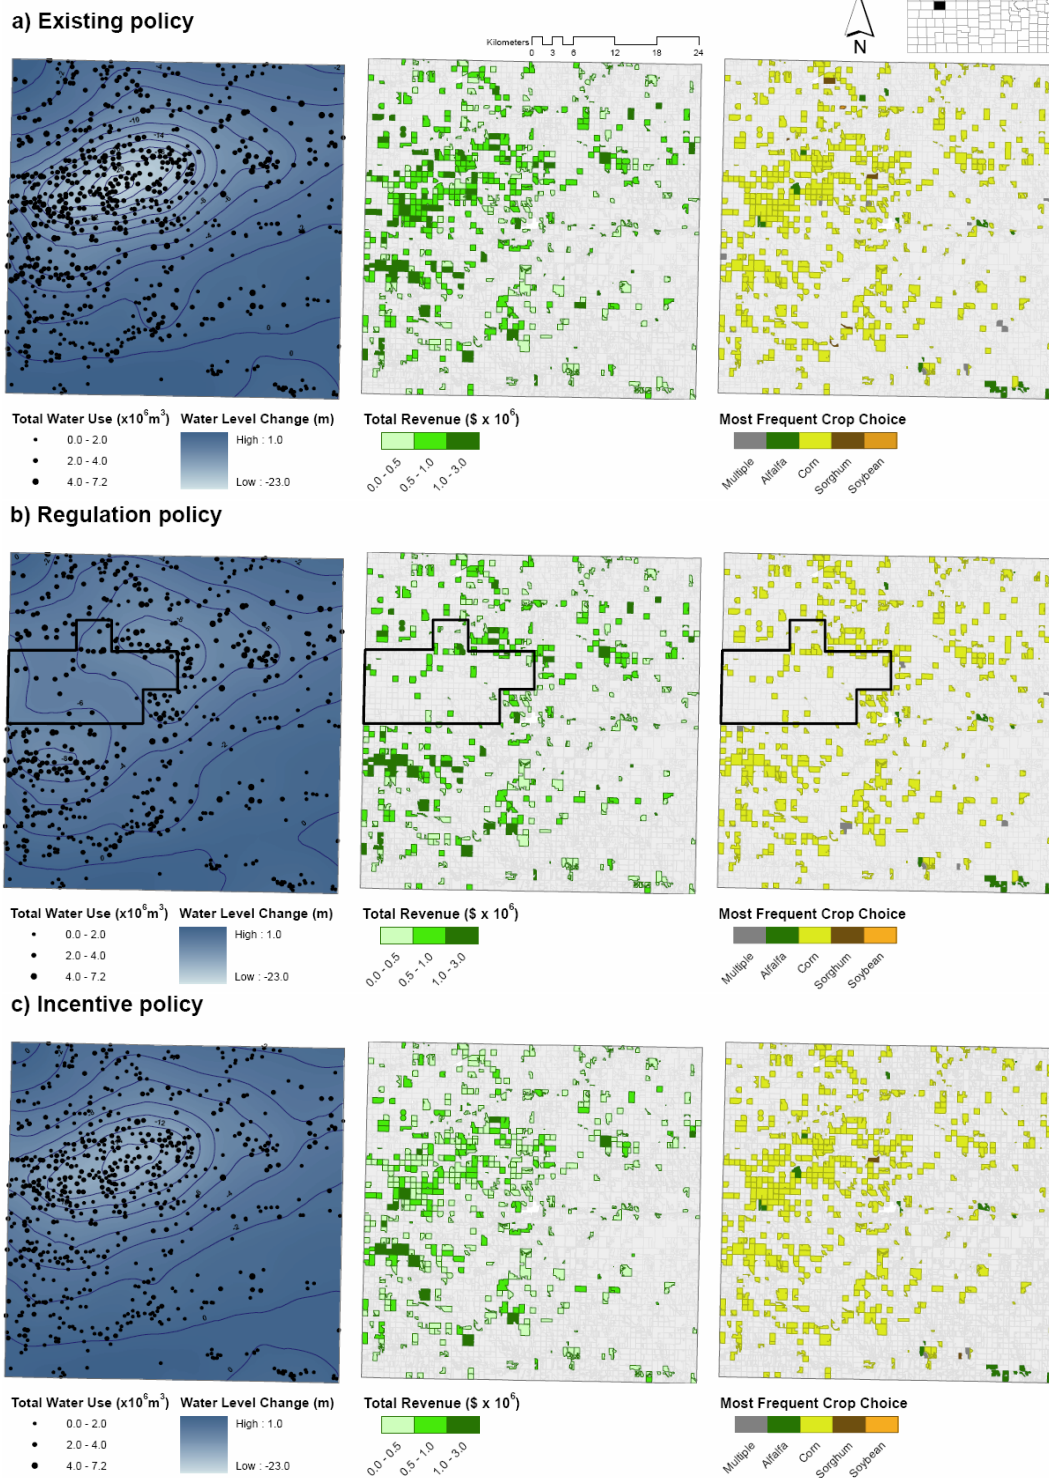 a) Existing policy
Kilometers
0 3 6 12 18 24
N
-10
-14
0
Total Water Use (x10⁶m³)
0.0 - 2.0
2.0 - 4.0
4.0 - 7.2
Water Level Change (m)
High : 1.0
Low : -23.0
Total Revenue ($ x 10⁶)
0.0 - 0.5
0.5 - 1.0
1.0 - 3.0
Most Frequent Crop Choice
Multiple
Alfalfa
Corn
Sorghum
Soybean
b) Regulation policy
-6
Total Water Use (x10⁶m³)
0.0 - 2.0
2.0 - 4.0
4.0 - 7.2
Water Level Change (m)
High : 1.0
Low : -23.0
Total Revenue ($ x 10⁶)
0.0 - 0.5
0.5 - 1.0
1.0 - 3.0
Most Frequent Crop Choice
Multiple
Alfalfa
Corn
Sorghum
Soybean
c) Incentive policy
-12
Total Water Use (x10⁶m³)
0.0 - 2.0
2.0 - 4.0
4.0 - 7.2
Water Level Change (m)
High : 1.0
Low : -23.0
Total Revenue ($ x 10⁶)
0.0 - 0.5
0.5 - 1.0
1.0 - 3.0
Most Frequent Crop Choice
Multiple
Alfalfa
Corn
Sorghum
Soybean